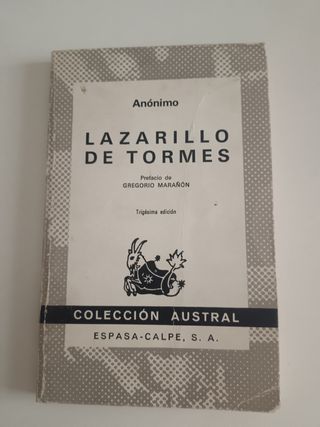 Anónimo
LAZARILLO
DE TORMES
Prefacio de
GREGORIO MARAÑÓN
Trigésima edición
COLECCIÓN AUSTRAL
ESPASA-CALPE, S. A.